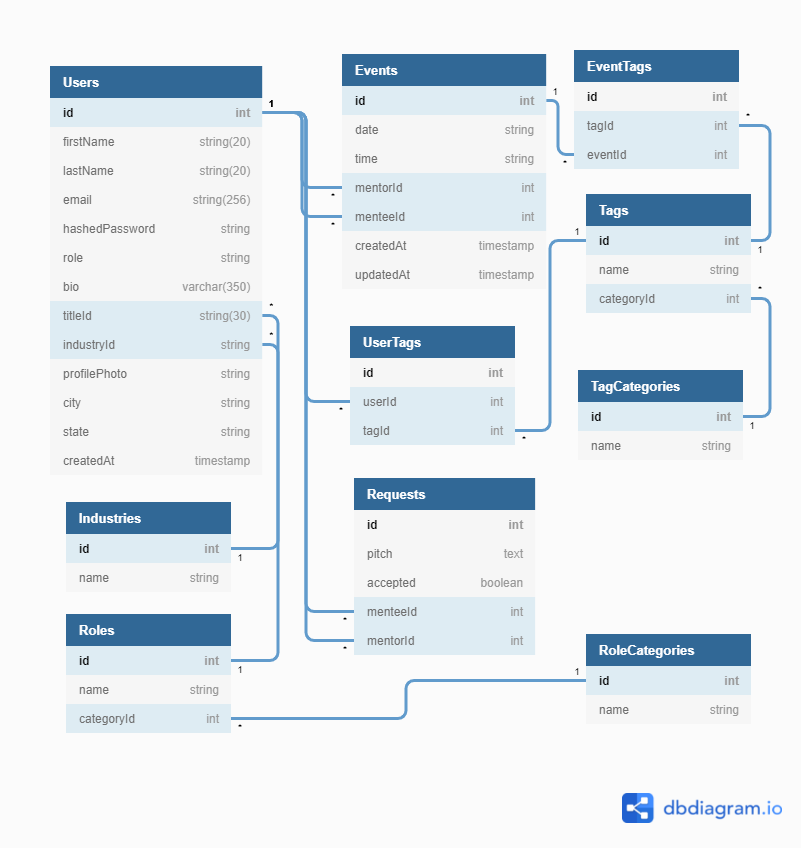 Users
id int
firstName string(20)
lastName string(20)
email string(256)
hashedPassword string
role string
bio varchar(350)
titleId string(30)
industryId string
profilePhoto string
city string
state string
createdAt timestamp
1
*
*
Industries
id int
name string
1
Roles
id int
name string
categoryId int
1
*
Events
id int
date string
time string
mentorId int
menteeId int
createdAt timestamp
updatedAt timestamp
1
*
*
UserTags
id int
userId int
tagId int
*
*
Requests
id int
pitch text
accepted boolean
menteeId int
mentorId int
*
*
EventTags
id int
tagId int
eventId int
*
*
Tags
id int
name string
categoryId int
1
1
*
TagCategories
id int
name string
1
RoleCategories
id int
name string
1
dbdiagram.io